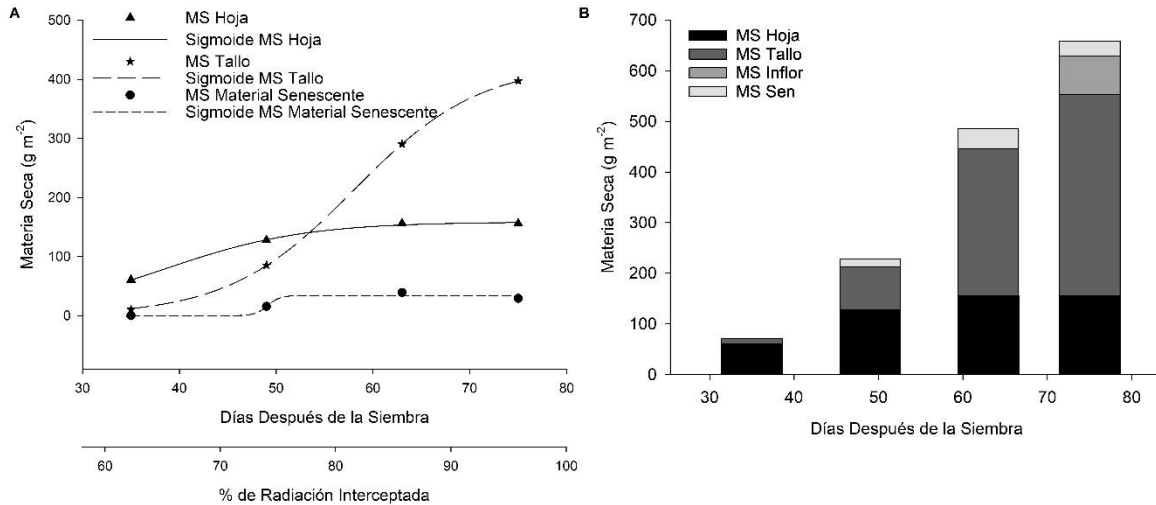 A
500
400
300
200
100
0
Materia Seca (g m-2)
MS Hoja
Sigmoide MS Hoja
MS Tallo
Sigmoide MS Tallo
MS Material Senescente
Sigmoide MS Material Senescente
30 40 50 60 70 80
Días Después de la Siembra
60 70 80 90 100
% de Radiación Interceptada
B
700
600
500
400
300
200
100
0
Materia Seca (g m-2)
MS Hoja
MS Tallo
MS Inflor
MS Sen
30 40 50 60 70 80
Días Después de la Siembra